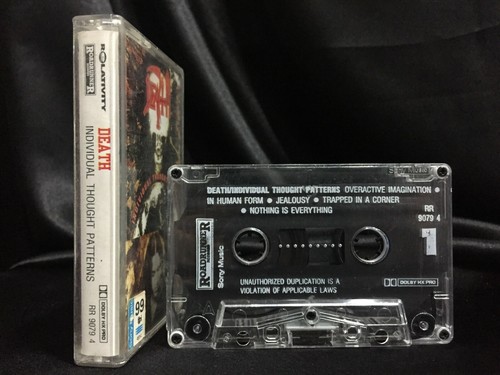 RELATIVITY
ROADRUNNER
DEATH
INDIVIDUAL THOUGHT PATTERNS
DOLBY HX PRO
RR 9079 4
99
DEATH/INDIVIDUAL THOUGHT PATTERNS OVERACTIVE IMAGINATION •
IN HUMAN FORM • JEALOUSY • TRAPPED IN A CORNER
• NOTHING IS EVERYTHING
RR
9079 4
ROADRUNNER
Sony Music
UNAUTHORIZED DUPLICATION IS A
VIOLATION OF APPLICABLE LAWS
DOLBY HX PRO